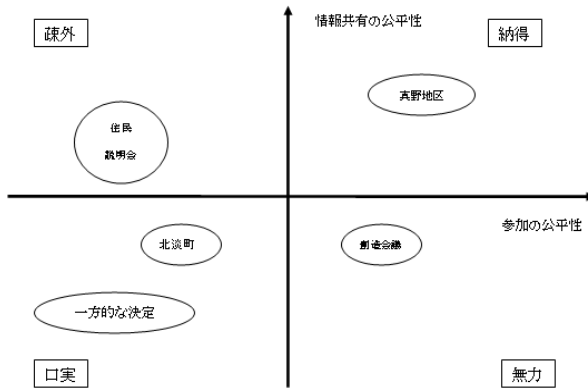 疎外
情報共有の公平性
納得
真野地区
住民
説明会
参加の公平性
北淡町
創造会議
一方的な決定
口実
無力